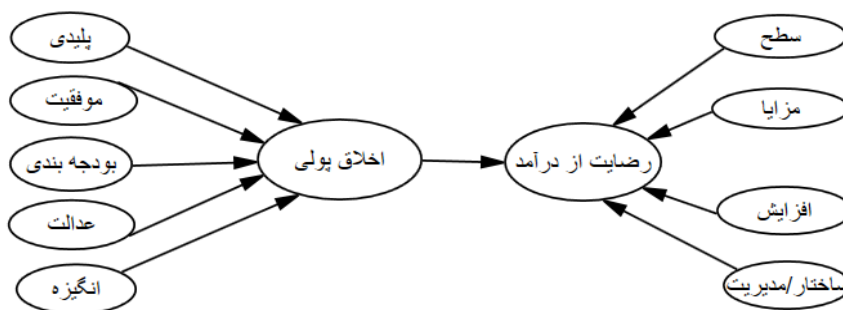 سطح
مزایا
افزایش
ساختار/مدیریت
رضایت از درآمد
اخلاق پولی
پلیدی
موفقیت
بودجه بندی
عدالت
انگیزه